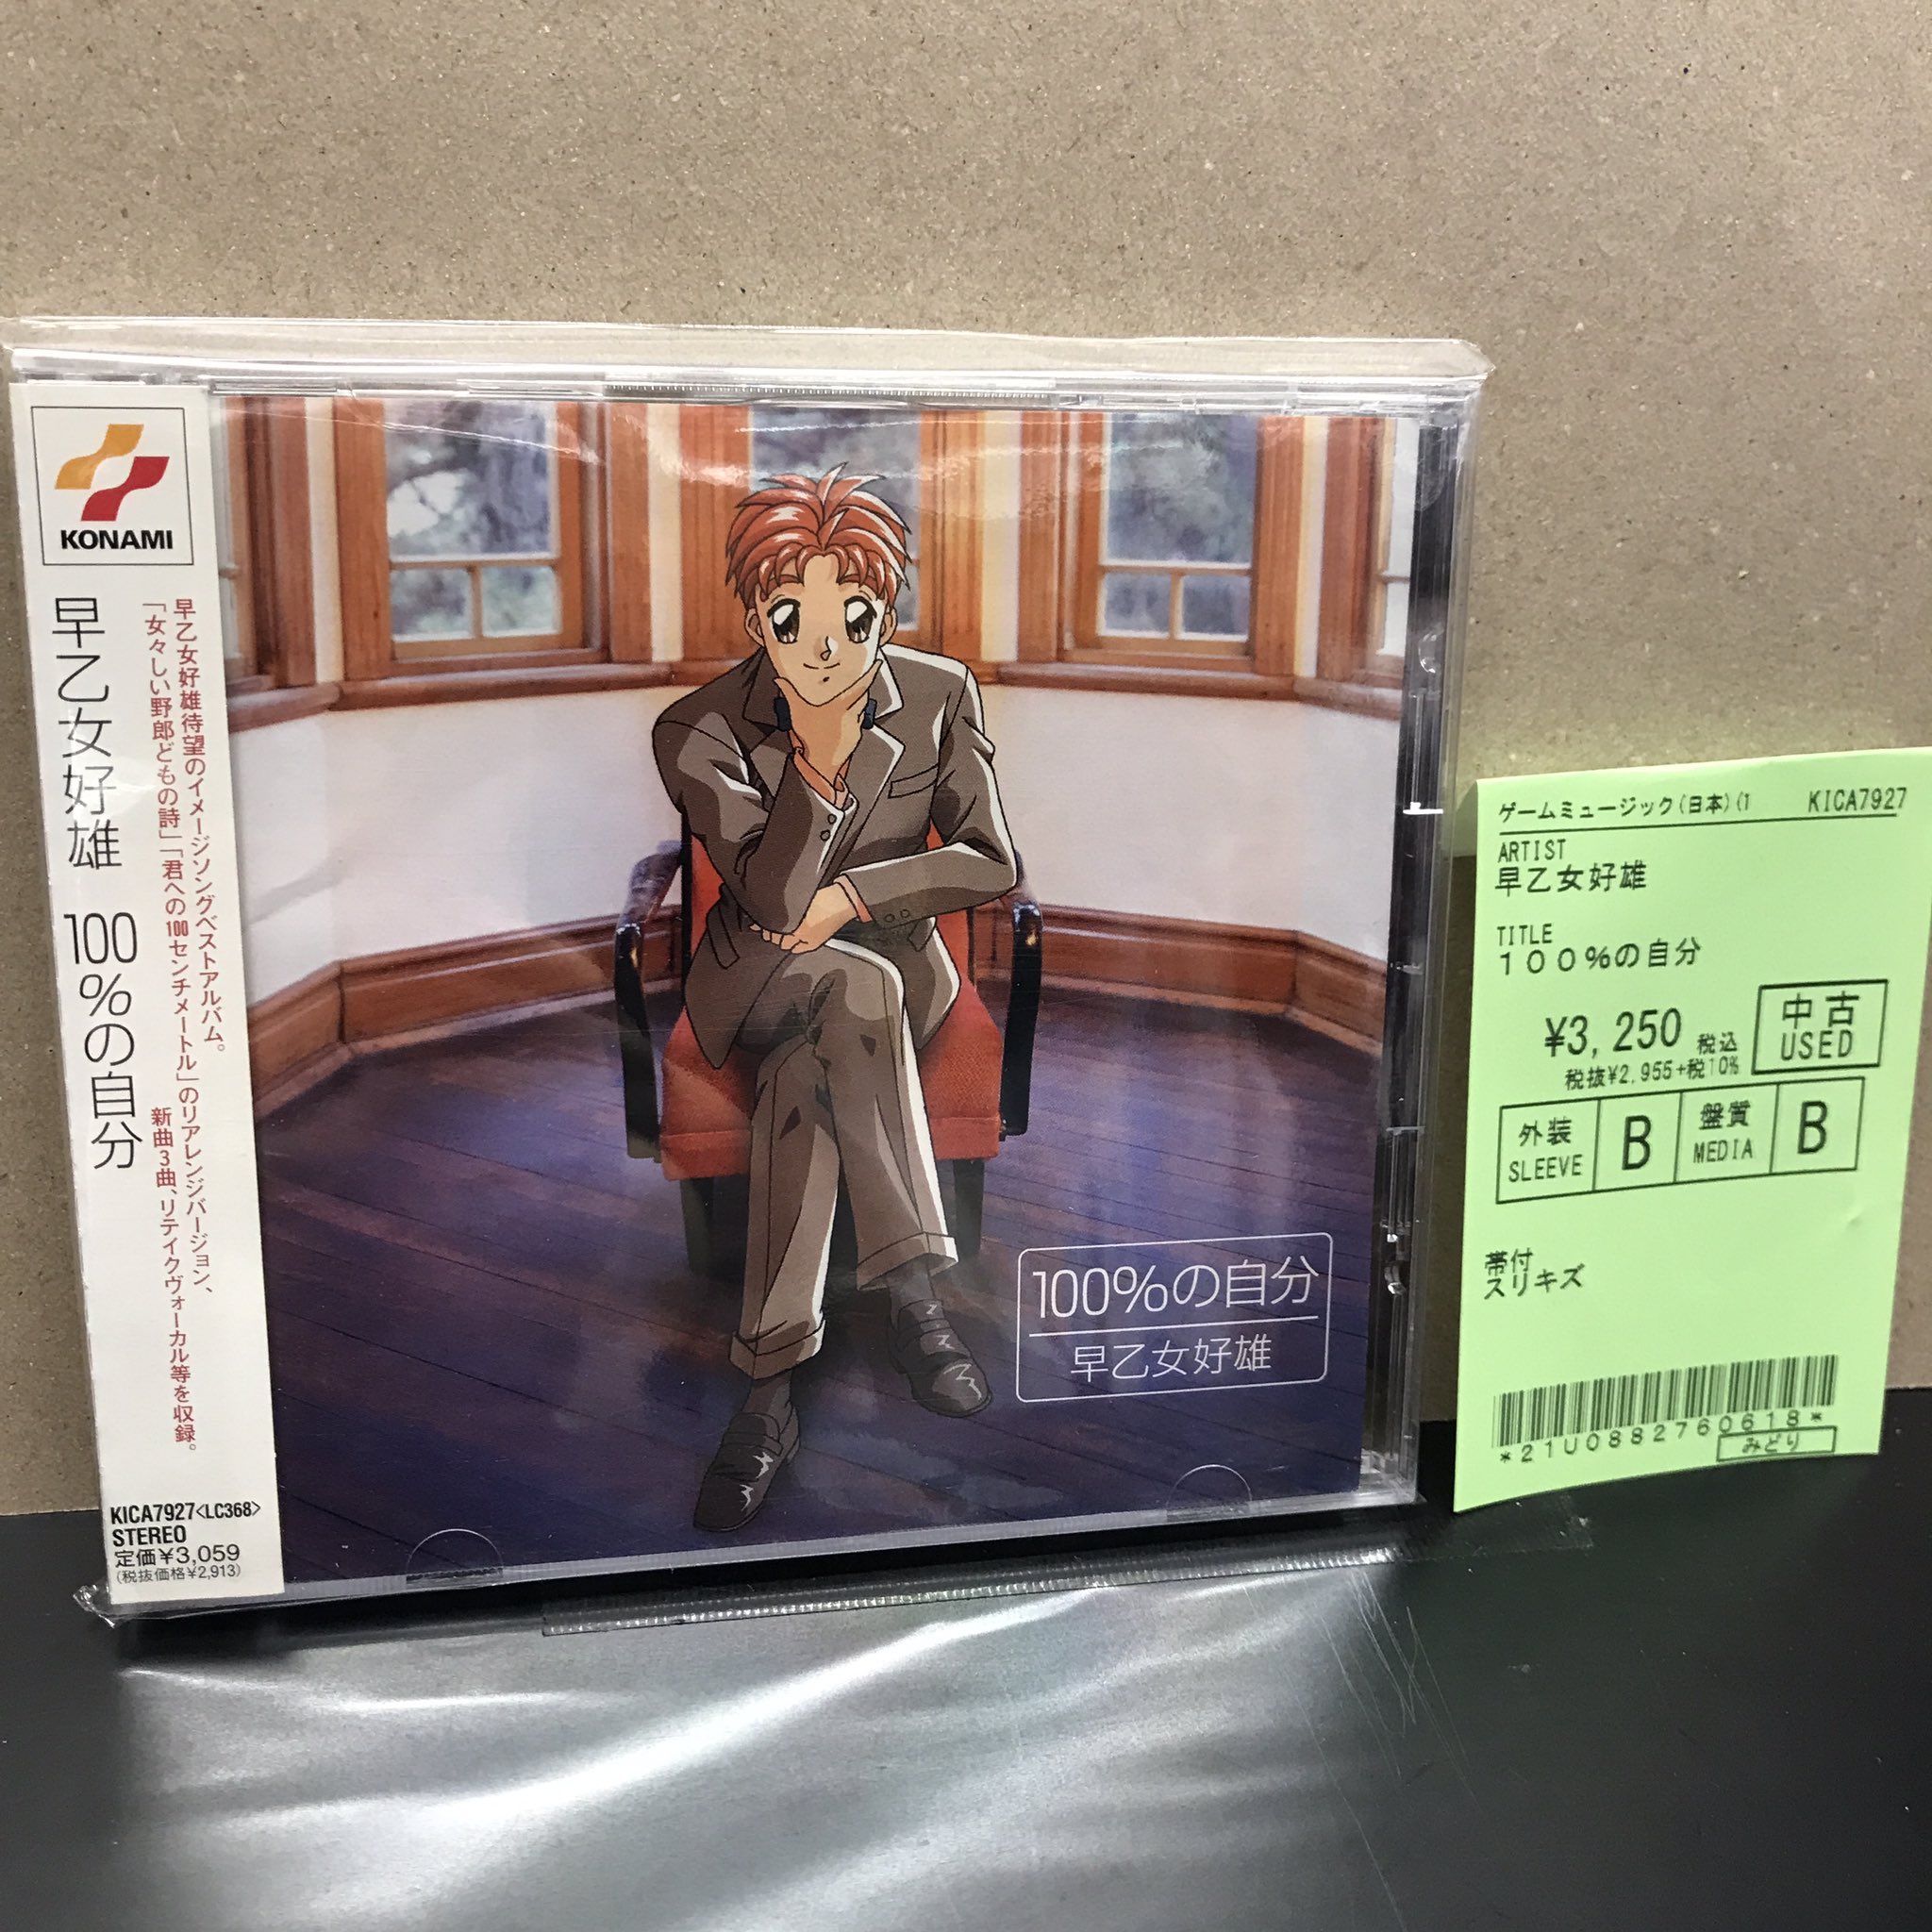 KONAMI
早乙女好雄 100%の自分
早乙女好雄待望のイメージソングベストアルバム。
「女々しい野郎どもの詩」「君への100センチメートル」のリアレンジバージョン、
新曲3曲、リテイクヴォーカル等を収録。
KICA7927<LC368>
STEREO
定価¥3,059
(税抜価格¥2,913)
100%の自分
早乙女好雄
ゲームミュージック(日本)(1 KICA7927
ARTIST
早乙女好雄
TITLE
100%の自分
¥3,250 税込
税抜¥2,955+税10%
中古
USED
外装
SLEEVE
B
盤質
MEDIA
B
帯付
スリキズ
*21U0882760618*
みどり